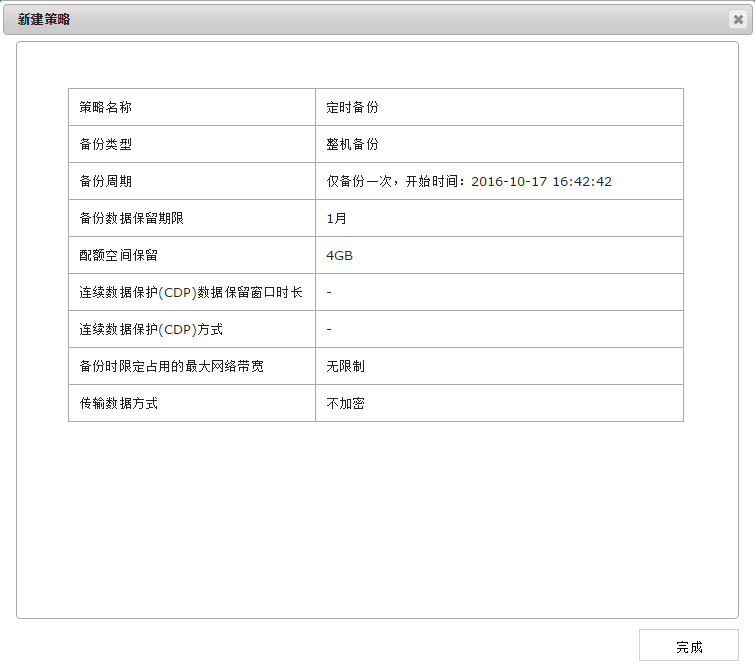 新建策略
策略名称 定时备份
备份类型 整机备份
备份周期 仅备份一次，开始时间：2016-10-17 16:42:42
备份数据保留期限 1月
配额空间保留 4GB
连续数据保护(CDP)数据保留窗口时长 -
连续数据保护(CDP)方式 -
备份时限定占用的最大网络带宽 无限制
传输数据方式 不加密
完成